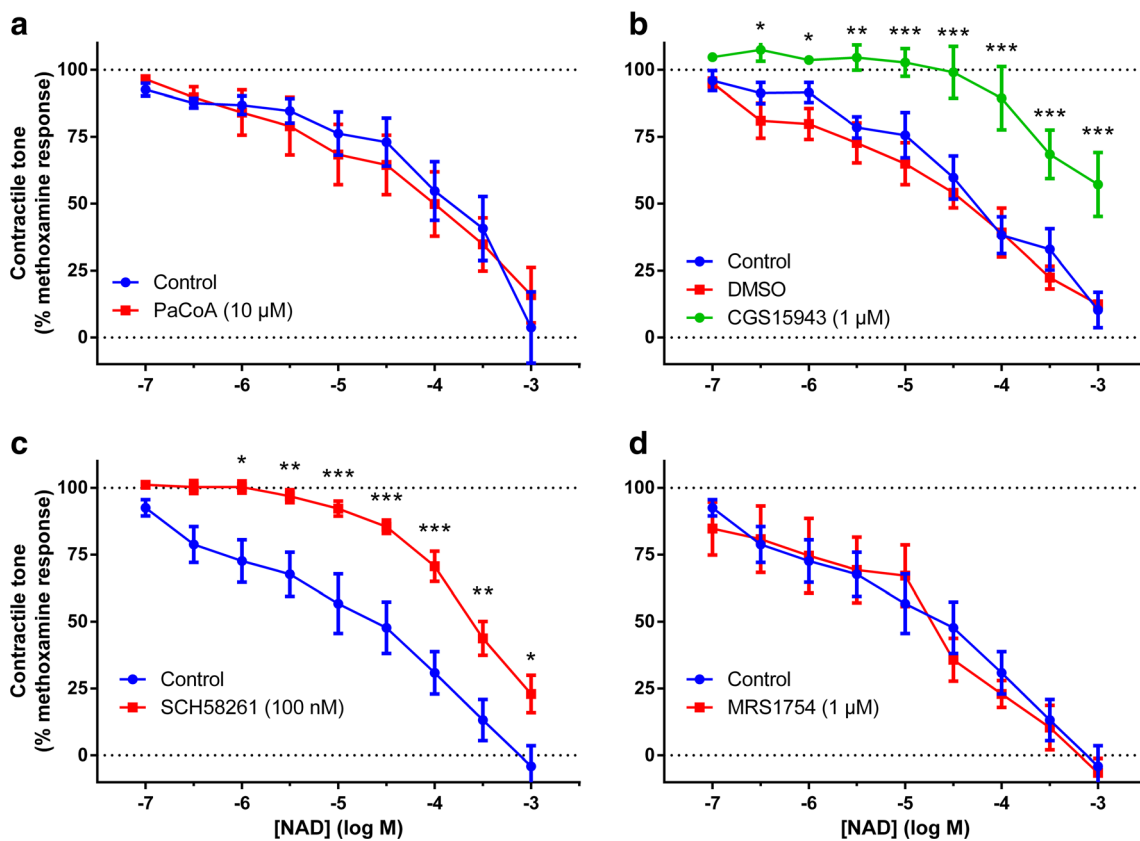 a
Contractile tone
(% methoxamine response)
100
75
50
25
0
Control
PaCoA (10 µM)
-7
-6
-5
-4
-3
b
*
*
**
***
***
***
***
***
100
75
50
25
0
Control
DMSO
CGS15943 (1 µM)
-7
-6
-5
-4
-3
c
Contractile tone
(% methoxamine response)
*
**
***
***
***
**
*
100
75
50
25
0
Control
SCH58261 (100 nM)
-7
-6
-5
-4
-3
[NAD] (log M)
d
100
75
50
25
0
Control
MRS1754 (1 µM)
-7
-6
-5
-4
-3
[NAD] (log M)